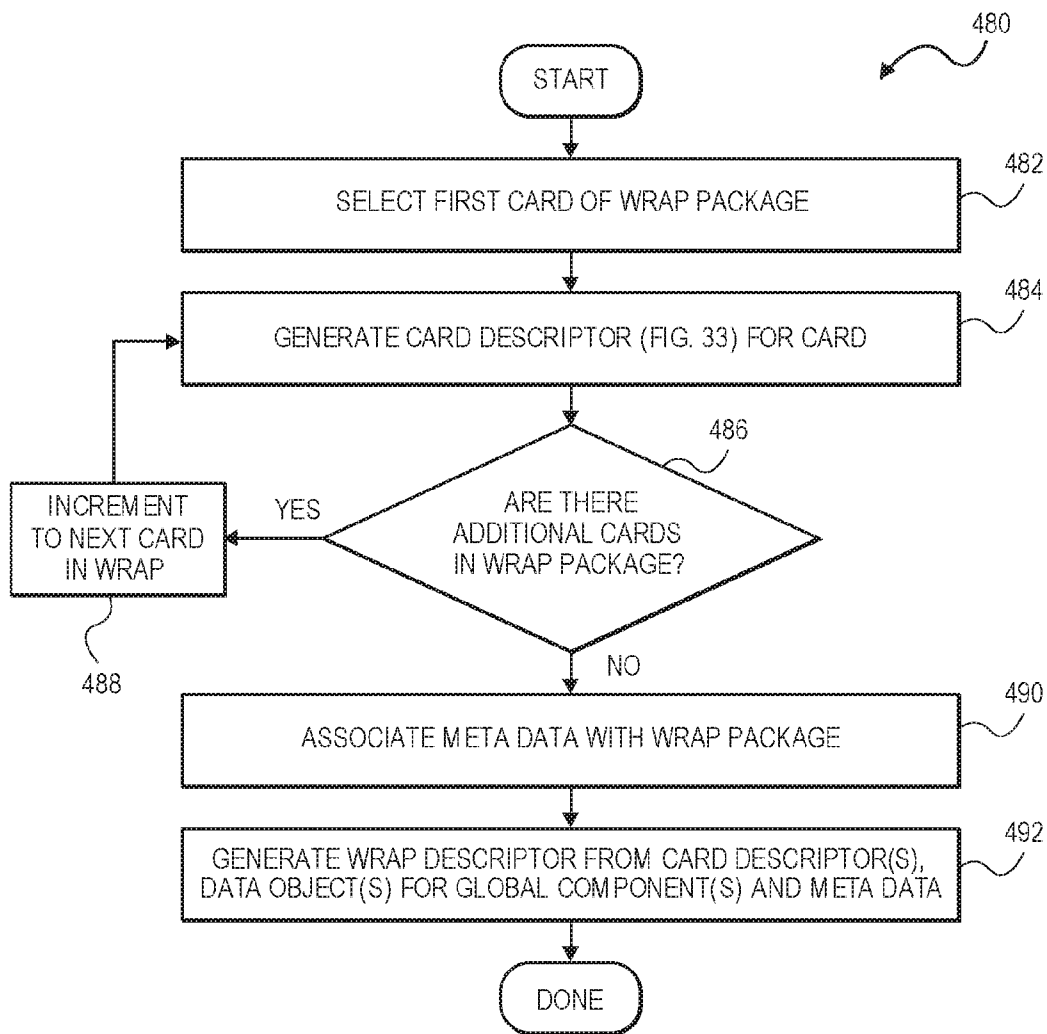 480
START
SELECT FIRST CARD OF WRAP PACKAGE
482
GENERATE CARD DESCRIPTOR (FIG. 33) FOR CARD
484
486
ARE THERE
ADDITIONAL CARDS
IN WRAP PACKAGE?
YES
INCREMENT
TO NEXT CARD
IN WRAP
488
NO
ASSOCIATE META DATA WITH WRAP PACKAGE
490
GENERATE WRAP DESCRIPTOR FROM CARD DESCRIPTOR(S),
DATA OBJECT(S) FOR GLOBAL COMPONENT(S) AND META DATA
492
DONE